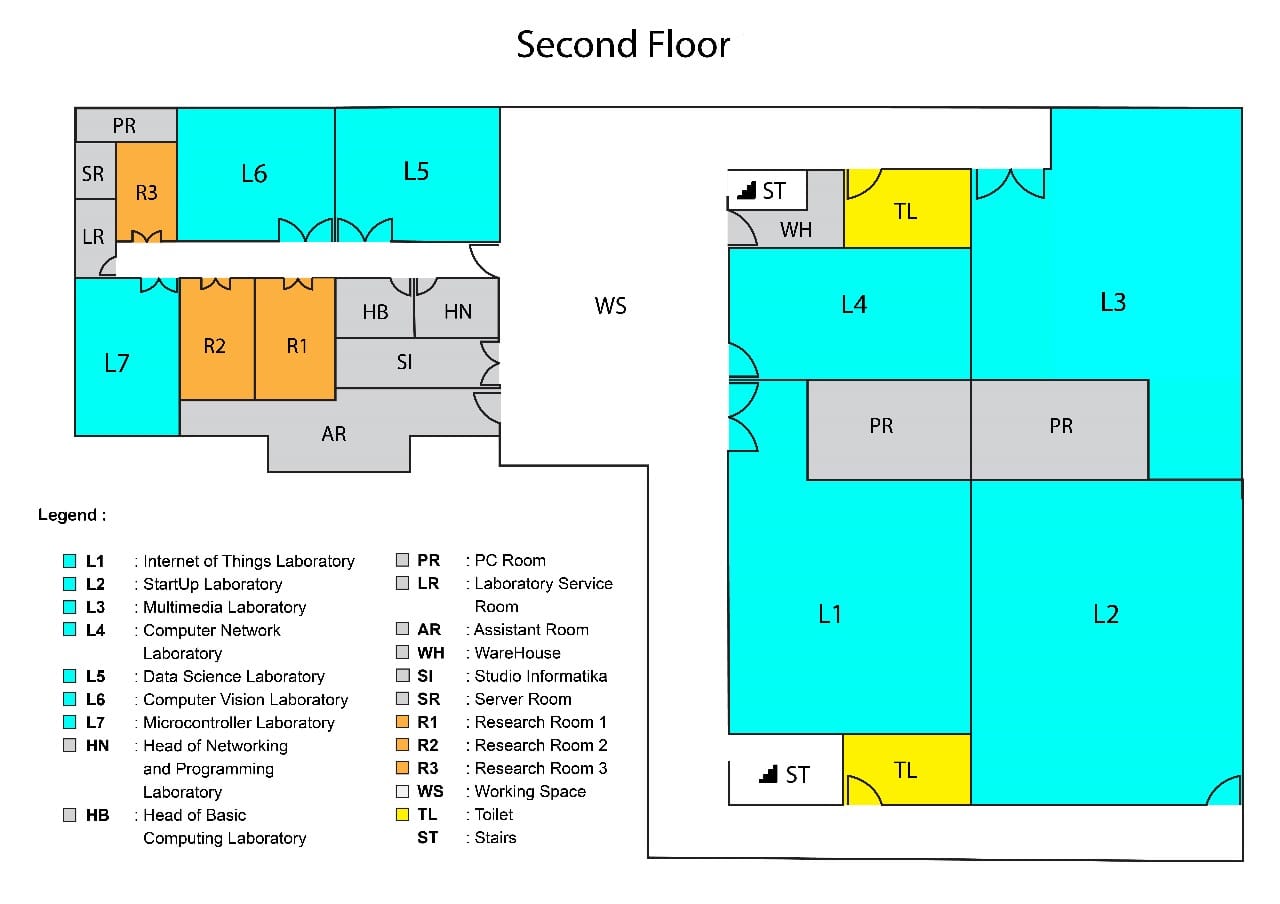 Second Floor
PR
SR
R3
L6
L5
LR
ST
WH
TL
HB
HN
WS
L4
L3
R2
R1
L7
SI
AR
PR
PR
L1
L2
ST
TL
Legend :
L1 : Internet of Things Laboratory
L2 : StartUp Laboratory
L3 : Multimedia Laboratory
L4 : Computer Network
Laboratory
L5 : Data Science Laboratory
L6 : Computer Vision Laboratory
L7 : Microcontroller Laboratory
HN : Head of Networking
and Programming
Laboratory
HB : Head of Basic
Computing Laboratory
PR : PC Room
LR : Laboratory Service
Room
AR : Assistant Room
WH : WareHouse
SI : Studio Informatika
SR : Server Room
R1 : Research Room 1
R2 : Research Room 2
R3 : Research Room 3
WS : Working Space
TL : Toilet
ST : Stairs